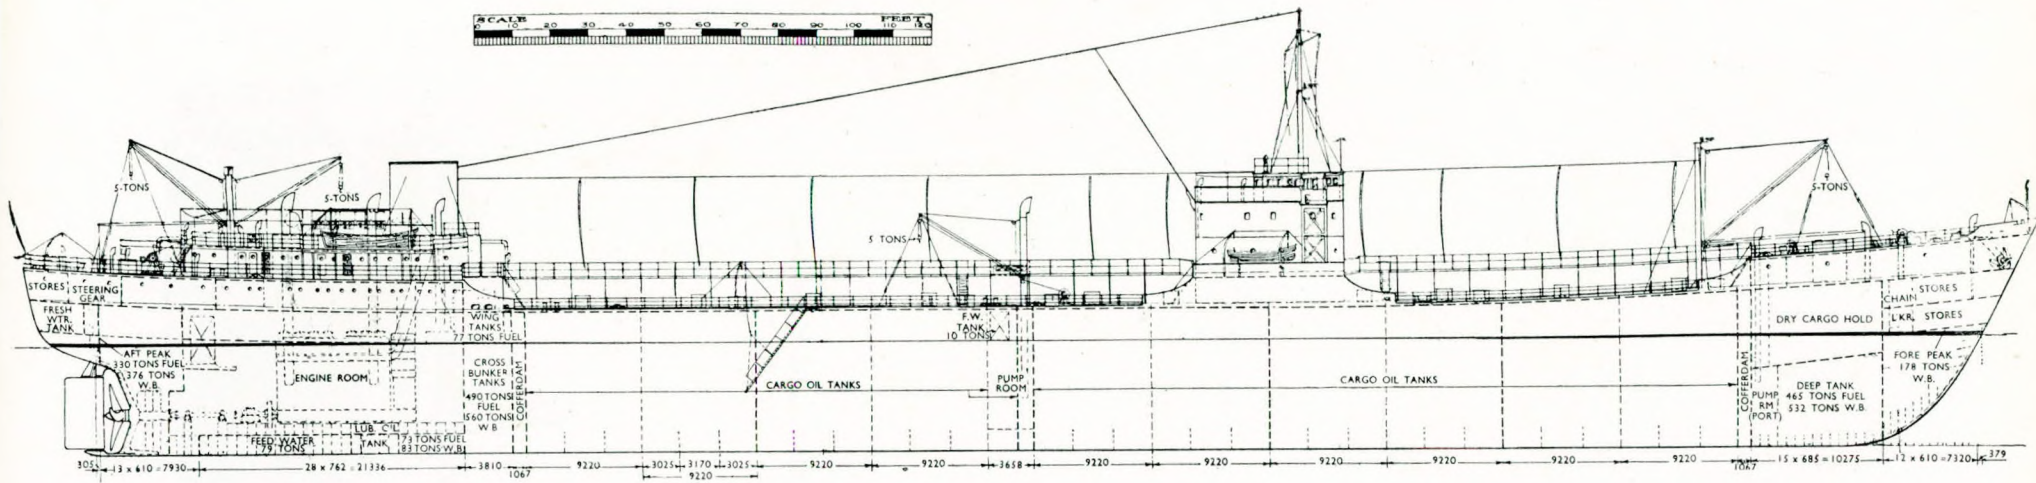 SCALE FEET
0 10 20 30 40 50 60 70 80 90 100 110 120
5-TONS
5-TONS
5 TONS
5-TONS
STORES
STEERING
GEAR
FRESH
WTR.
TANK
AFT PEAK
330 TONS FUEL
376 TONS
W.B.
ENGINE ROOM
LUB. OIL
FEED WATER
79 TONS
TANK
73 TONS FUEL
83 TONS W.B.
WING
TANKS
77 TONS FUEL
CROSS
BUNKER
TANKS
490 TONS
FUEL
560 TONS
W.B
COFFERDAM
CARGO OIL TANKS
F.W.
TANK
10 TONS
PUMP
ROOM
CARGO OIL TANKS
COFFERDAM
PUMP
RM
(PORT)
DRY CARGO HOLD
CHAIN
LKR.
STORES
STORES
FORE PEAK
178 TONS
W.B.
DEEP TANK
465 TONS FUEL
532 TONS W.B.
305 13 x 610 = 7930 28 x 762 = 21336 3810 1067 9220 3025 3170 3025 9220 9220 3658 9220 9220 9220 9220 9220 9220 1067 15 x 685 = 10275 12 x 610 = 7320 379
9220